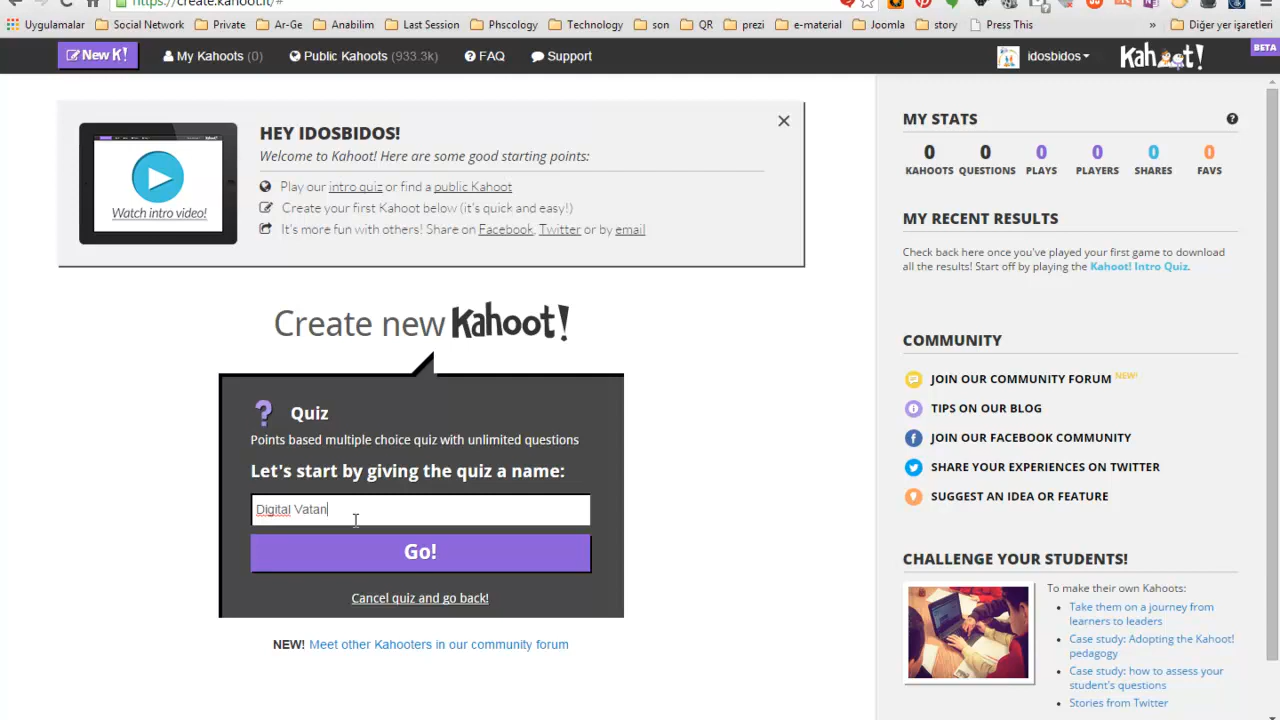 https://create.kahoot.it/#
Uygulamalar Social Network Private Ar-Ge Anabilim Last Session Phscology Technology son QR prezi e-material Joomla story Press This » Diğer yer işaretleri
New K! My Kahoots (0) Public Kahoots (933.3k) FAQ Support idosbidos Kahoot! BETA
HEY IDOSBIDOS!
Welcome to Kahoot! Here are some good starting points:
Play our intro quiz or find a public Kahoot
Create your first Kahoot below (it's quick and easy!)
It's more fun with others! Share on Facebook, Twitter or by email
Watch intro video!
Create new Kahoot!
Quiz
Points based multiple choice quiz with unlimited questions
Let's start by giving the quiz a name:
Digital Vatan
Go!
Cancel quiz and go back!
NEW! Meet other Kahooters in our community forum
MY STATS
0 0 0 0 0 0
KAHOOTS QUESTIONS PLAYS PLAYERS SHARES FAVS
MY RECENT RESULTS
Check back here once you've played your first game to download
all the results! Start off by playing the Kahoot! Intro Quiz.
COMMUNITY
JOIN OUR COMMUNITY FORUM NEW!
TIPS ON OUR BLOG
JOIN OUR FACEBOOK COMMUNITY
SHARE YOUR EXPERIENCES ON TWITTER
SUGGEST AN IDEA OR FEATURE
CHALLENGE YOUR STUDENTS!
To make their own Kahoots:
Take them on a journey from
learners to leaders
Case study: Adopting the Kahoot!
pedagogy
Case study: how to assess your
student's questions
Stories from Twitter